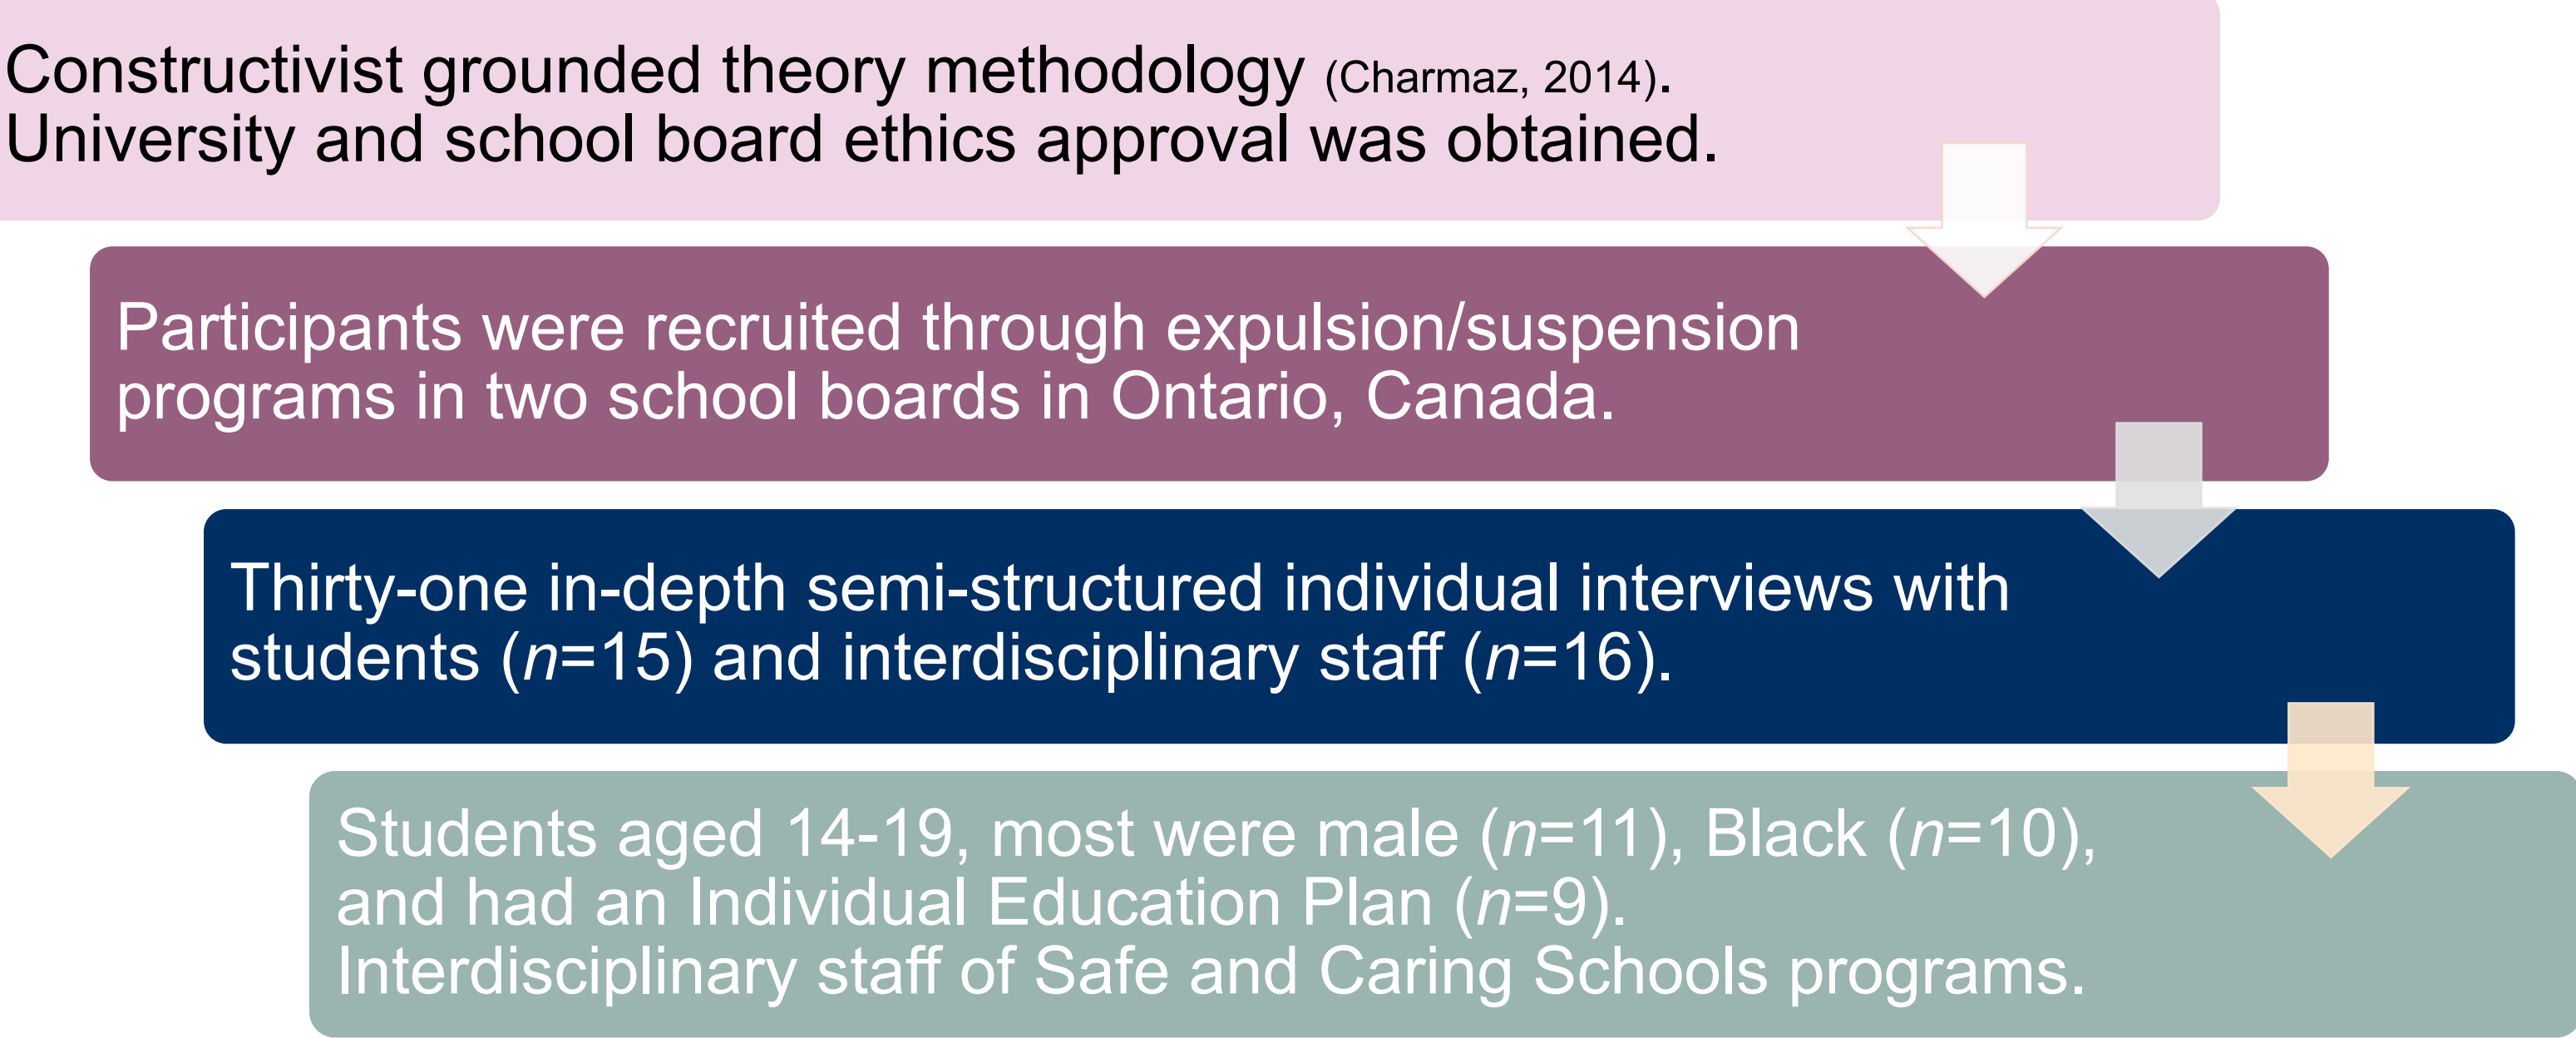 Constructivist grounded theory methodology (Charmaz, 2014).
University and school board ethics approval was obtained.
Participants were recruited through expulsion/suspension
programs in two school boards in Ontario, Canada.
Thirty-one in-depth semi-structured individual interviews with
students (n=15) and interdisciplinary staff (n=16).
Students aged 14-19, most were male (n=11), Black (n=10),
and had an Individual Education Plan (n=9).
Interdisciplinary staff of Safe and Caring Schools programs.